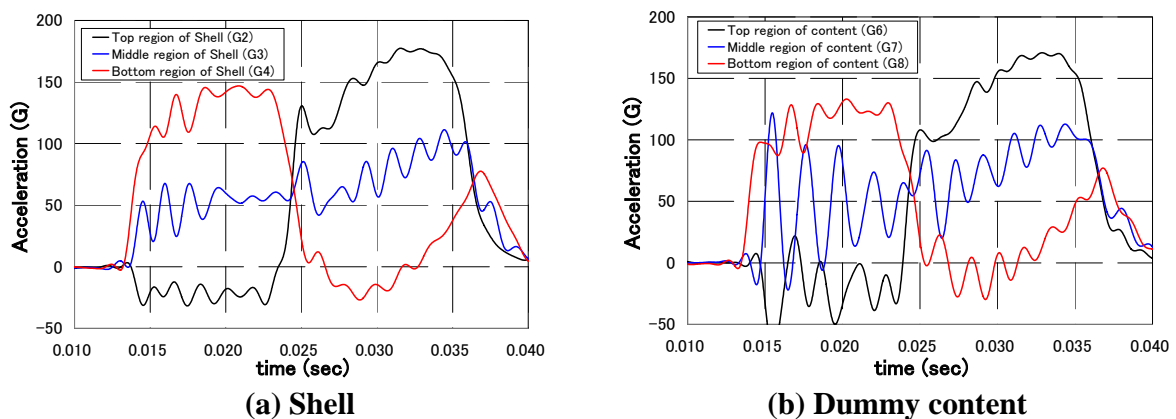 200
150
100
50
0
-50
Acceleration (G)
Top region of Shell (G2)
Middle region of Shell (G3)
Bottom region of Shell (G4)
0.010 0.015 0.020 0.025 0.030 0.035 0.040
time (sec)
(a) Shell
200
150
100
50
0
-50
Acceleration (G)
Top region of content (G6)
Middle region of content (G7)
Bottom region of content (G8)
0.010 0.015 0.020 0.025 0.030 0.035 0.040
time (sec)
(b) Dummy content